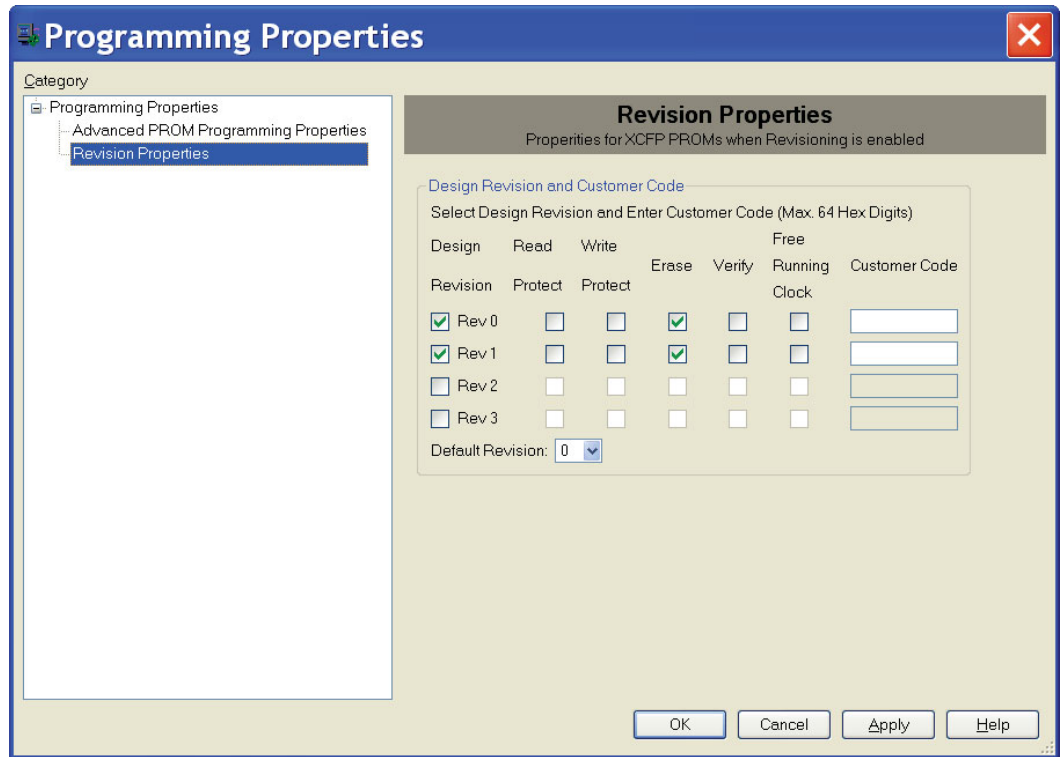 Programming Properties
Category
Programming Properties
Advanced PROM Programming Properties
Revision Properties
Revision Properties
Properities for XCFP PROMs when Revisioning is enabled
Design Revision and Customer Code
Select Design Revision and Enter Customer Code (Max. 64 Hex Digits)
Design Read Write Free
Erase Verify Running Customer Code
Revision Protect Protect Clock
Rev 0
Rev 1
Rev 2
Rev 3
Default Revision: 0
OK Cancel Apply Help